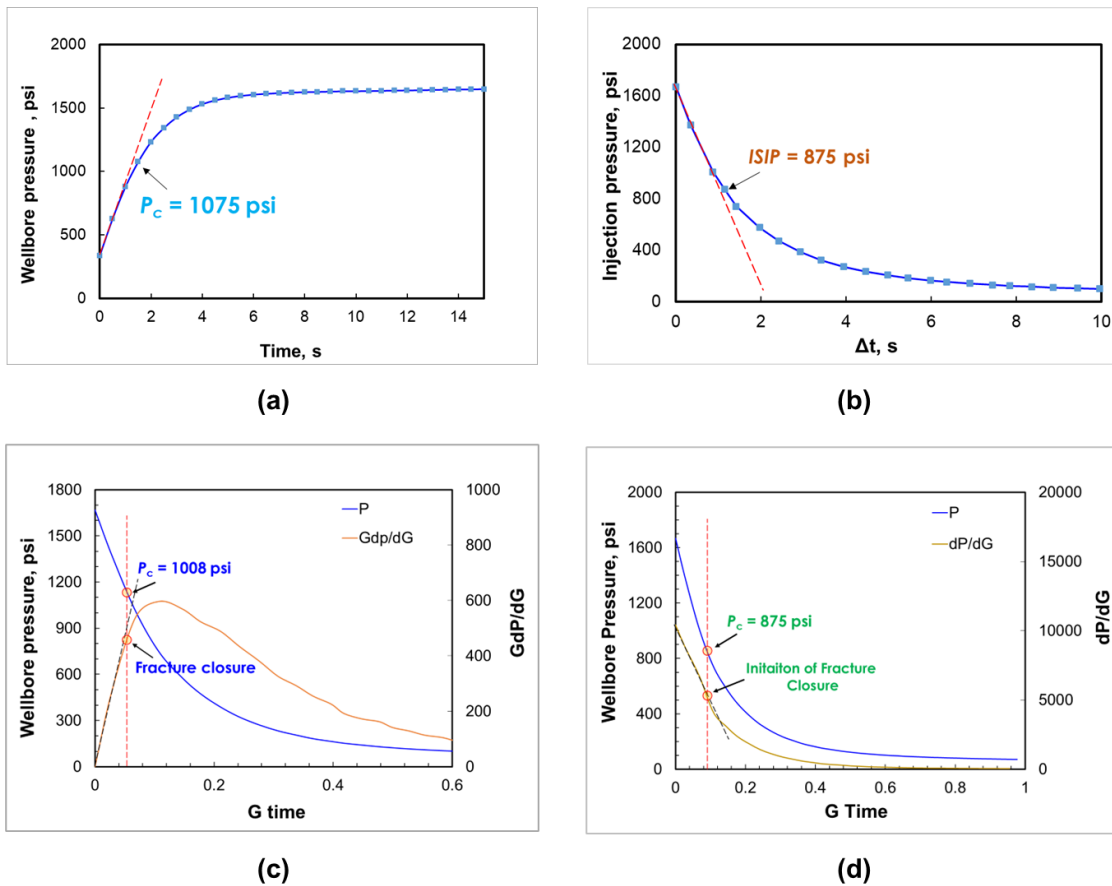 2000
1500
1000
500
0
Wellbore pressure , psi
P_c = 1075 psi
0 2 4 6 8 10 12 14
Time, s
(a)
2000
1600
1200
800
400
0
Injection pressure, psi
ISIP = 875 psi
0 2 4 6 8 10
Δt, s
(b)
1800
1500
1200
900
600
300
0
Wellbore pressure, psi
P
Gdp/dG
P_c = 1008 psi
Fracture closure
1000
800
600
400
200
0
GdP/dG
0 0.2 0.4 0.6
G time
(c)
2000
1800
1600
1400
1200
1000
800
600
400
200
0
Wellbore Pressure, psi
P
dP/dG
P_c = 875 psi
Initaiton of Fracture
Closure
20000
15000
10000
5000
0
dP/dG
0 0.2 0.4 0.6 0.8 1
G Time
(d)